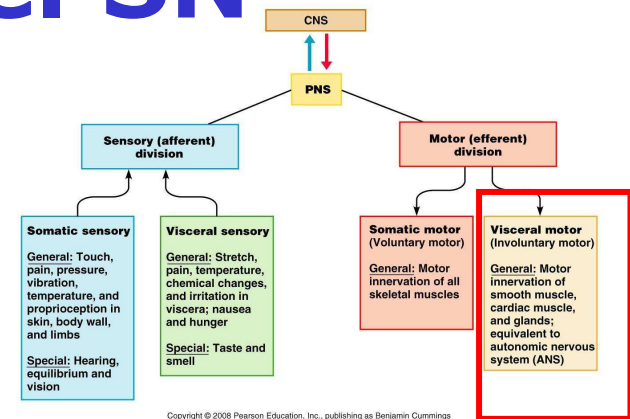 CNS
PNS
Sensory (afferent)
division
Motor (efferent)
division
Somatic sensory
General: Touch,
pain, pressure,
vibration,
temperature, and
proprioception in
skin, body wall,
and limbs
Special: Hearing,
equilibrium and
vision
Visceral sensory
General: Stretch,
pain, temperature,
chemical changes,
and irritation in
viscera; nausea
and hunger
Special: Taste and
smell
Somatic motor
(Voluntary motor)
General: Motor
innervation of all
skeletal muscles
Visceral motor
(Involuntary motor)
General: Motor
innervation of
smooth muscle,
cardiac muscle,
and glands;
equivalent to
autonomic nervous
system (ANS)
Copyright © 2008 Pearson Education, Inc., publishing as Benjamin Cummings